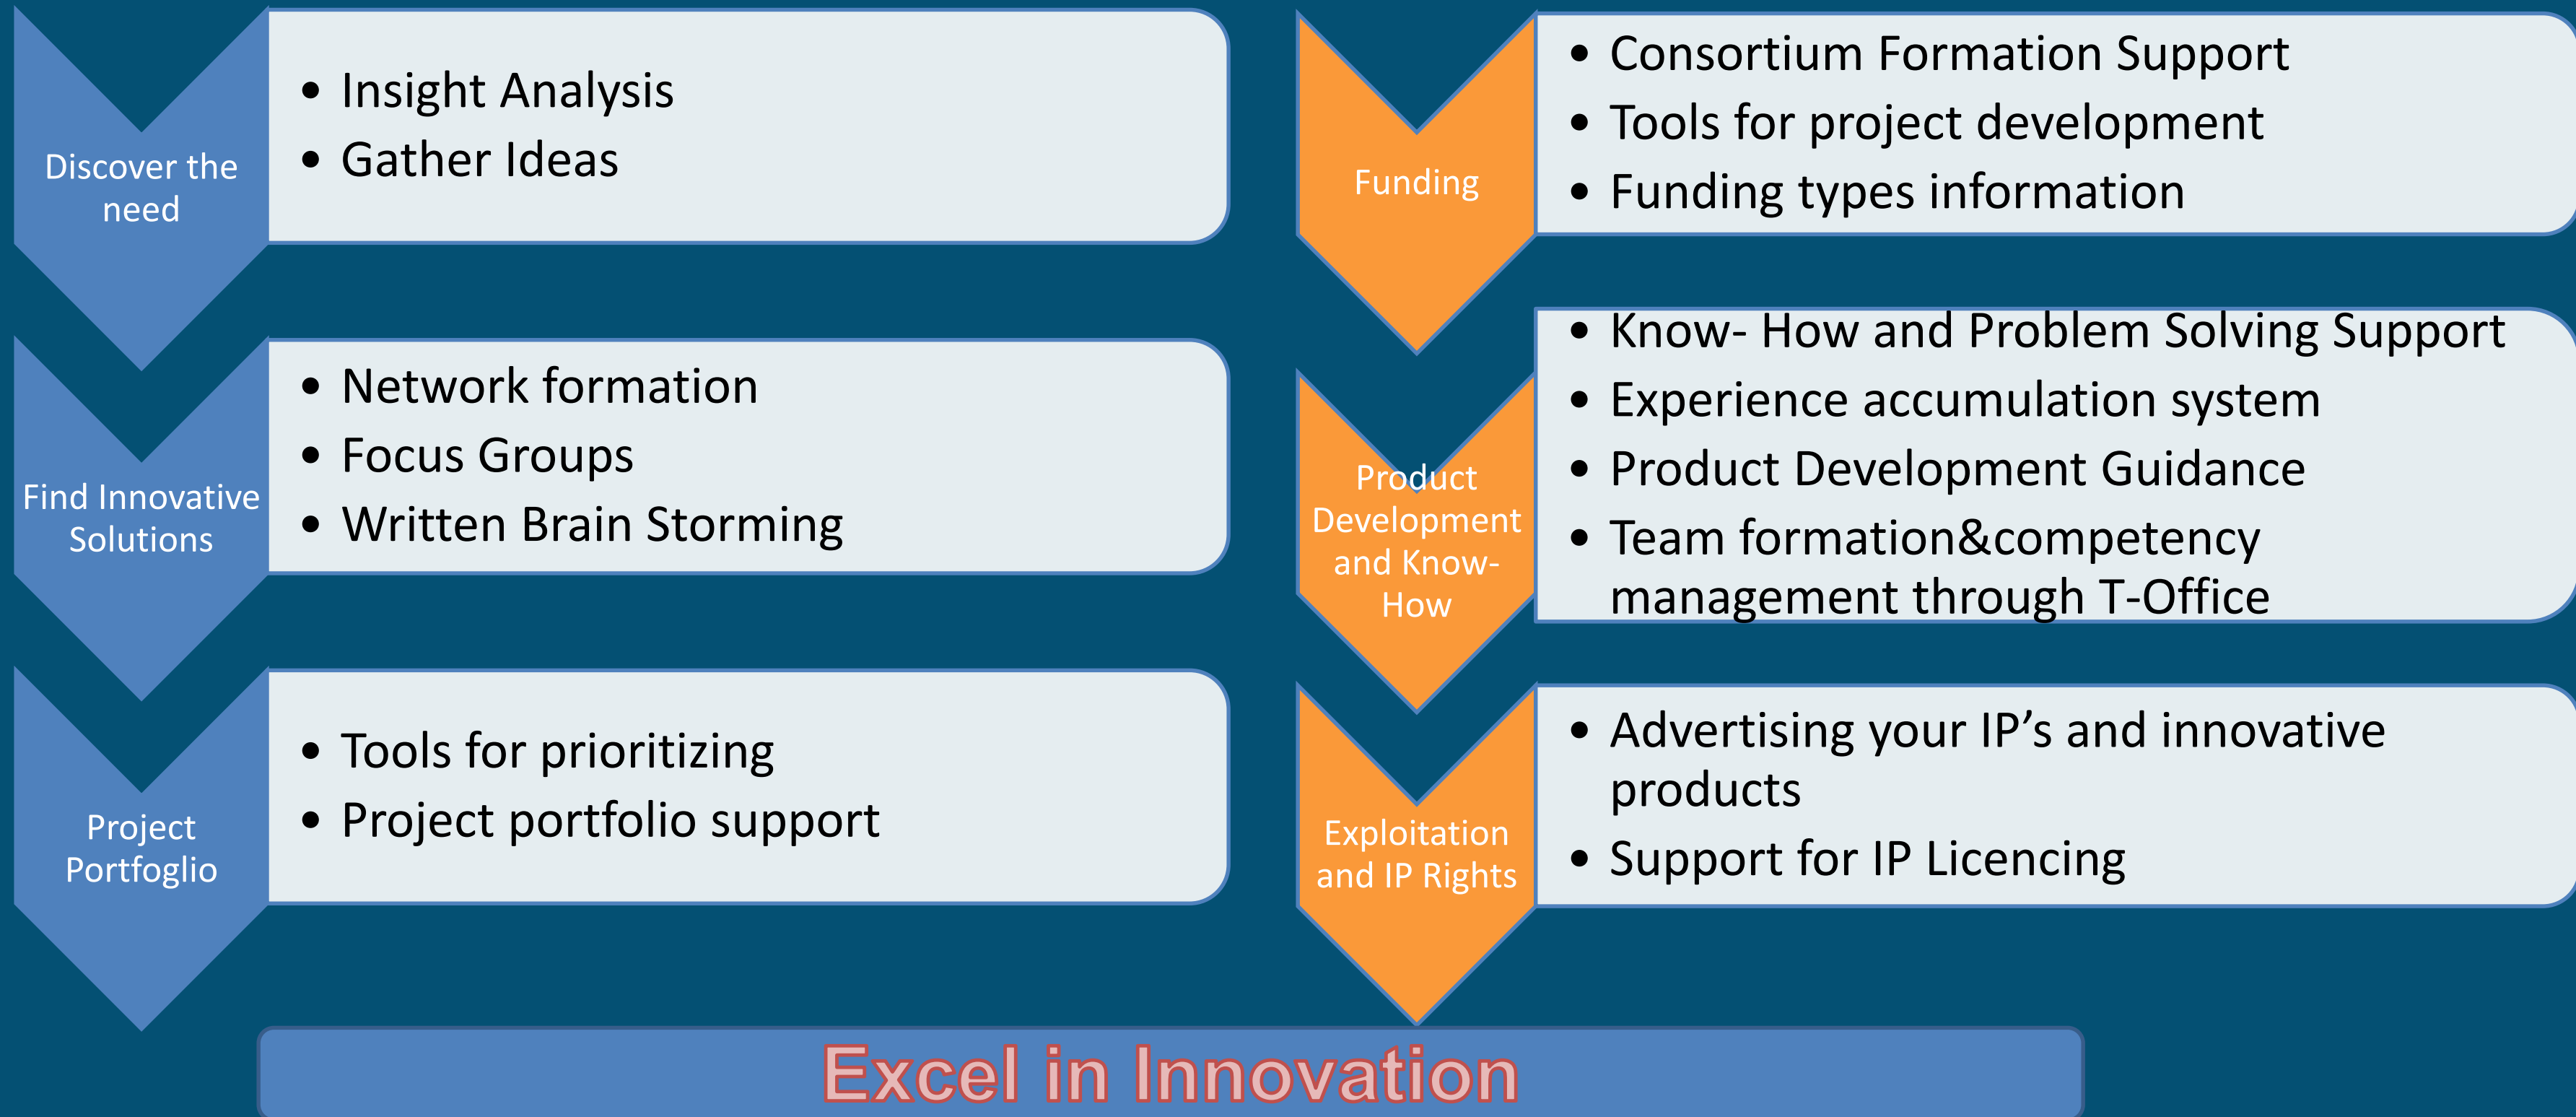 Discover the
need
• Insight Analysis
• Gather Ideas
Find Innovative
Solutions
• Network formation
• Focus Groups
• Written Brain Storming
Project
Portfoglio
• Tools for prioritizing
• Project portfolio support
Funding
• Consortium Formation Support
• Tools for project development
• Funding types information
Product
Development
and Know-
How
• Know- How and Problem Solving Support
• Experience accumulation system
• Product Development Guidance
• Team formation&competency
management through T-Office
Exploitation
and IP Rights
• Advertising your IP’s and innovative
products
• Support for IP Licencing
Excel in Innovation